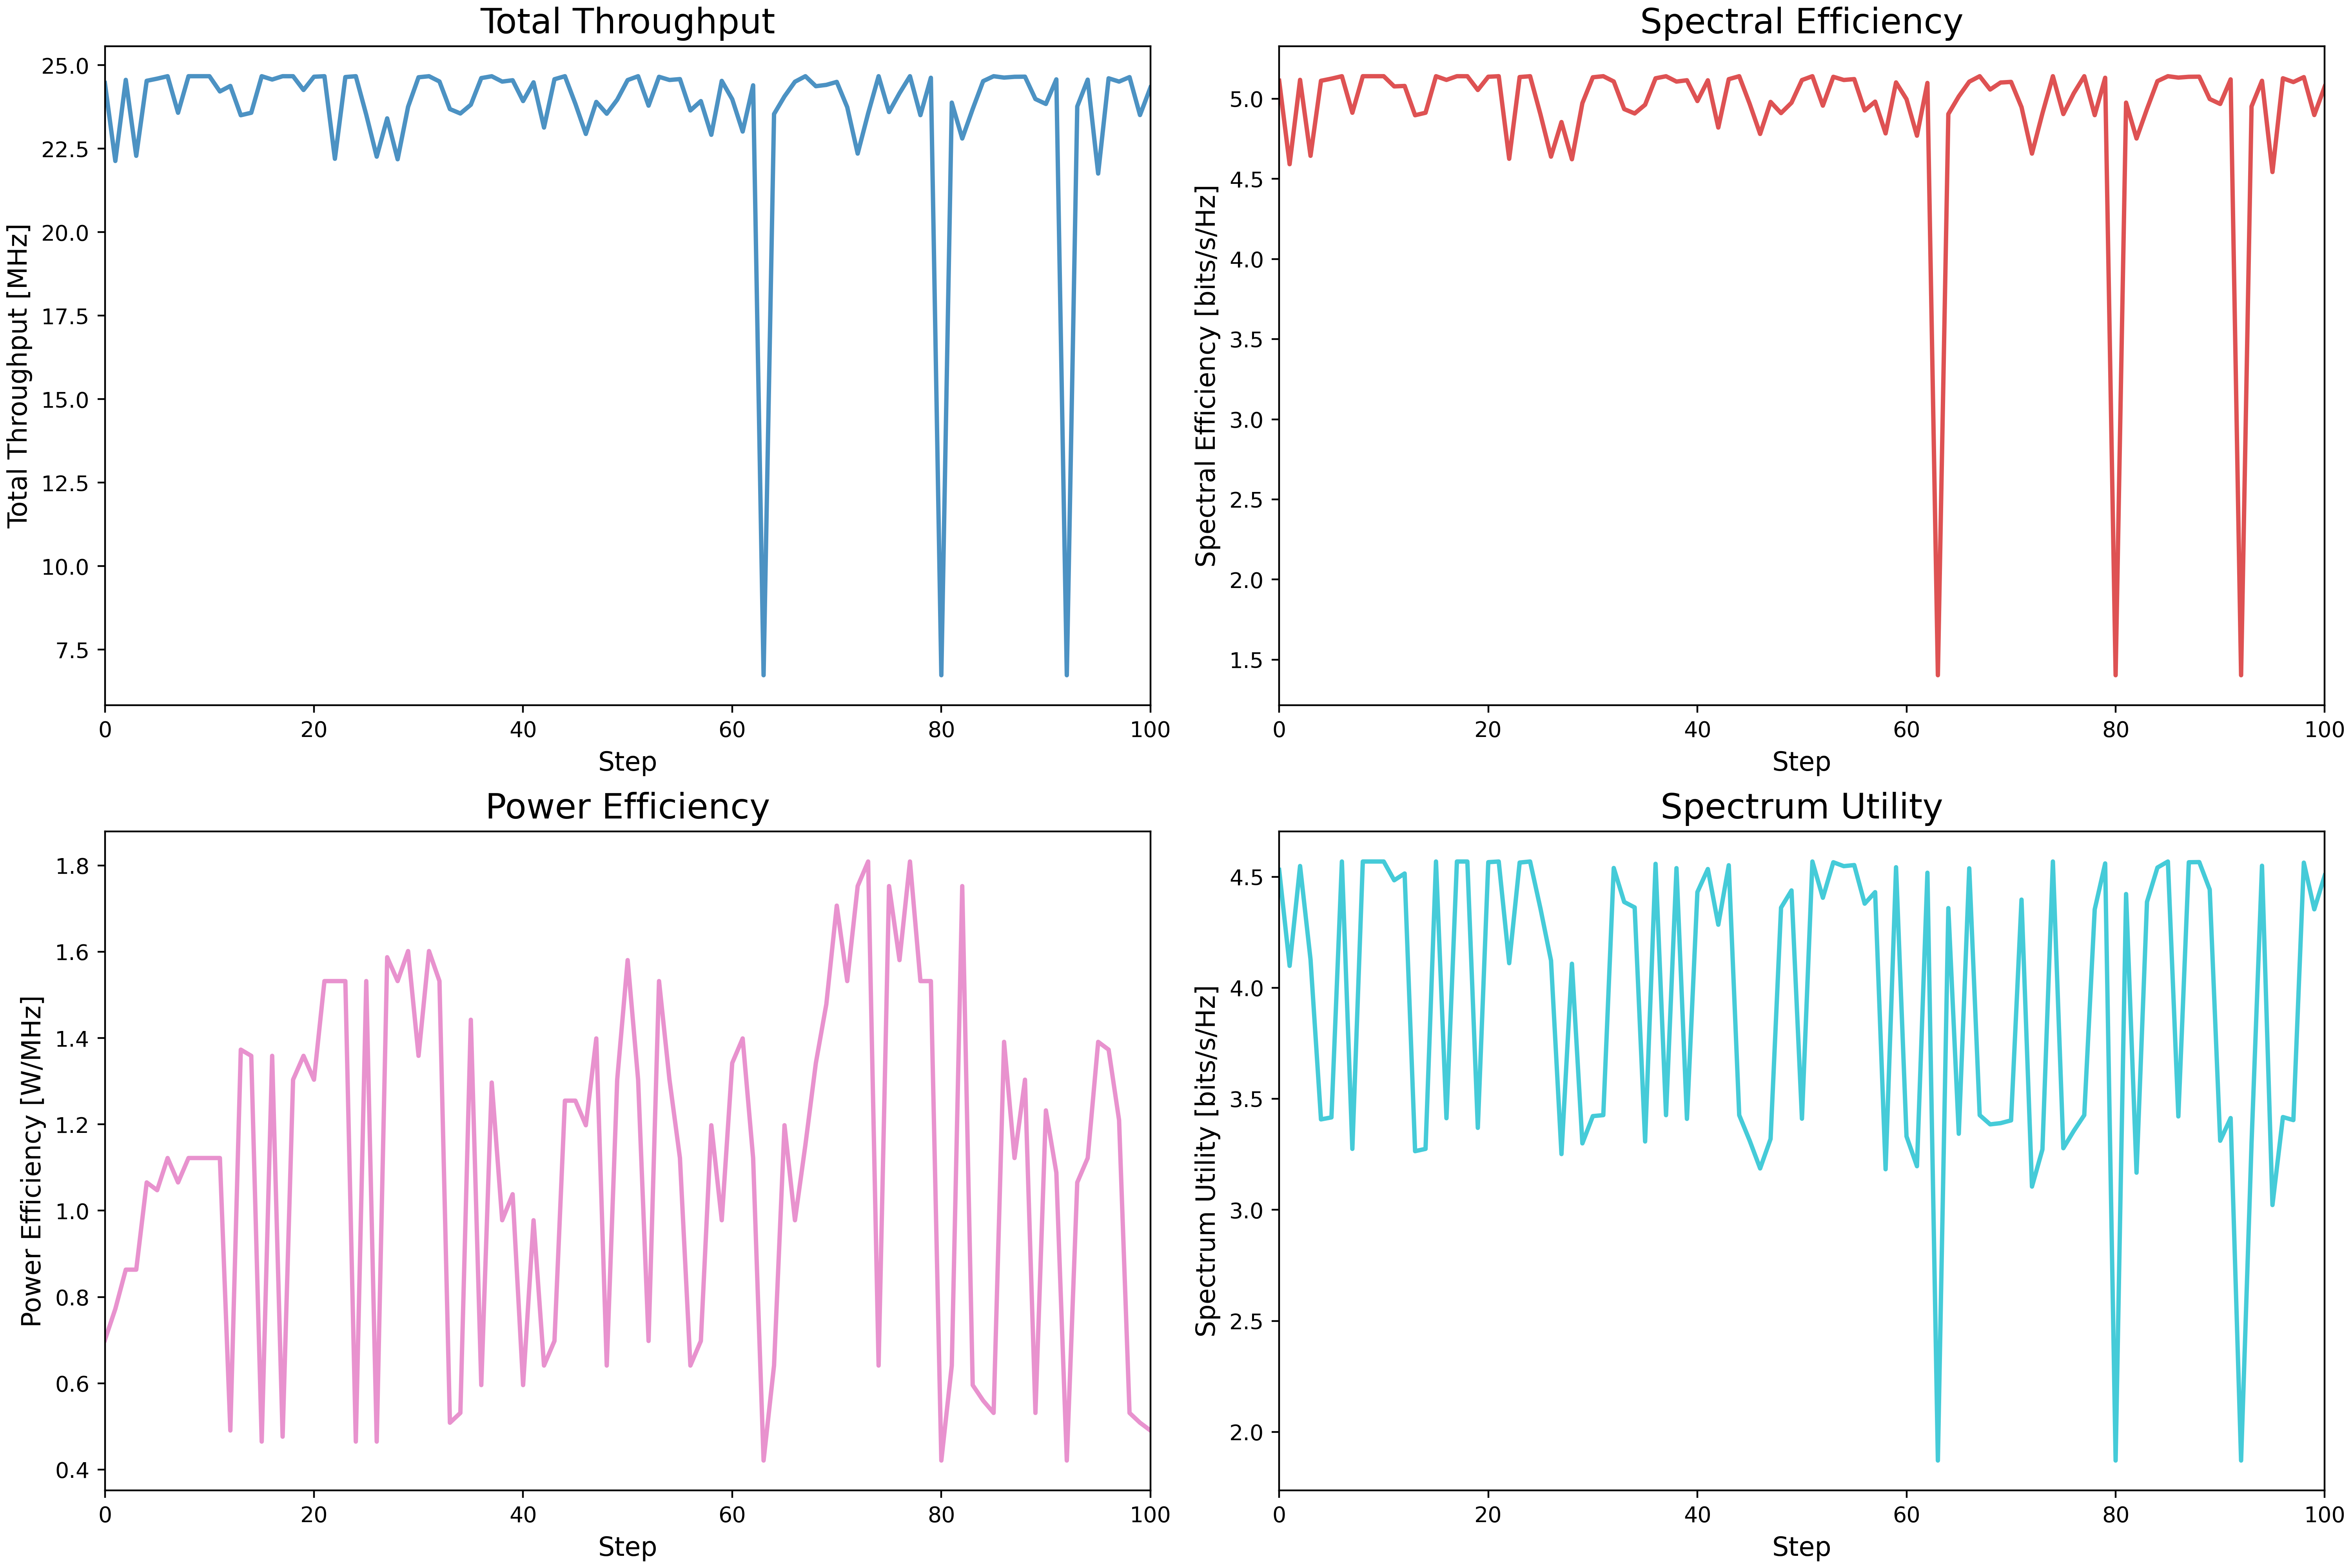 Total Throughput
Total Throughput [MHz]
25.0
22.5
20.0
17.5
15.0
12.5
10.0
7.5
0 20 40 60 80 100
Step
Spectral Efficiency
Spectral Efficiency [bits/s/Hz]
5.0
4.5
4.0
3.5
3.0
2.5
2.0
1.5
0 20 40 60 80 100
Step
Power Efficiency
Power Efficiency [W/MHz]
1.8
1.6
1.4
1.2
1.0
0.8
0.6
0.4
0 20 40 60 80 100
Step
Spectrum Utility
Spectrum Utility [bits/s/Hz]
4.5
4.0
3.5
3.0
2.5
2.0
0 20 40 60 80 100
Step